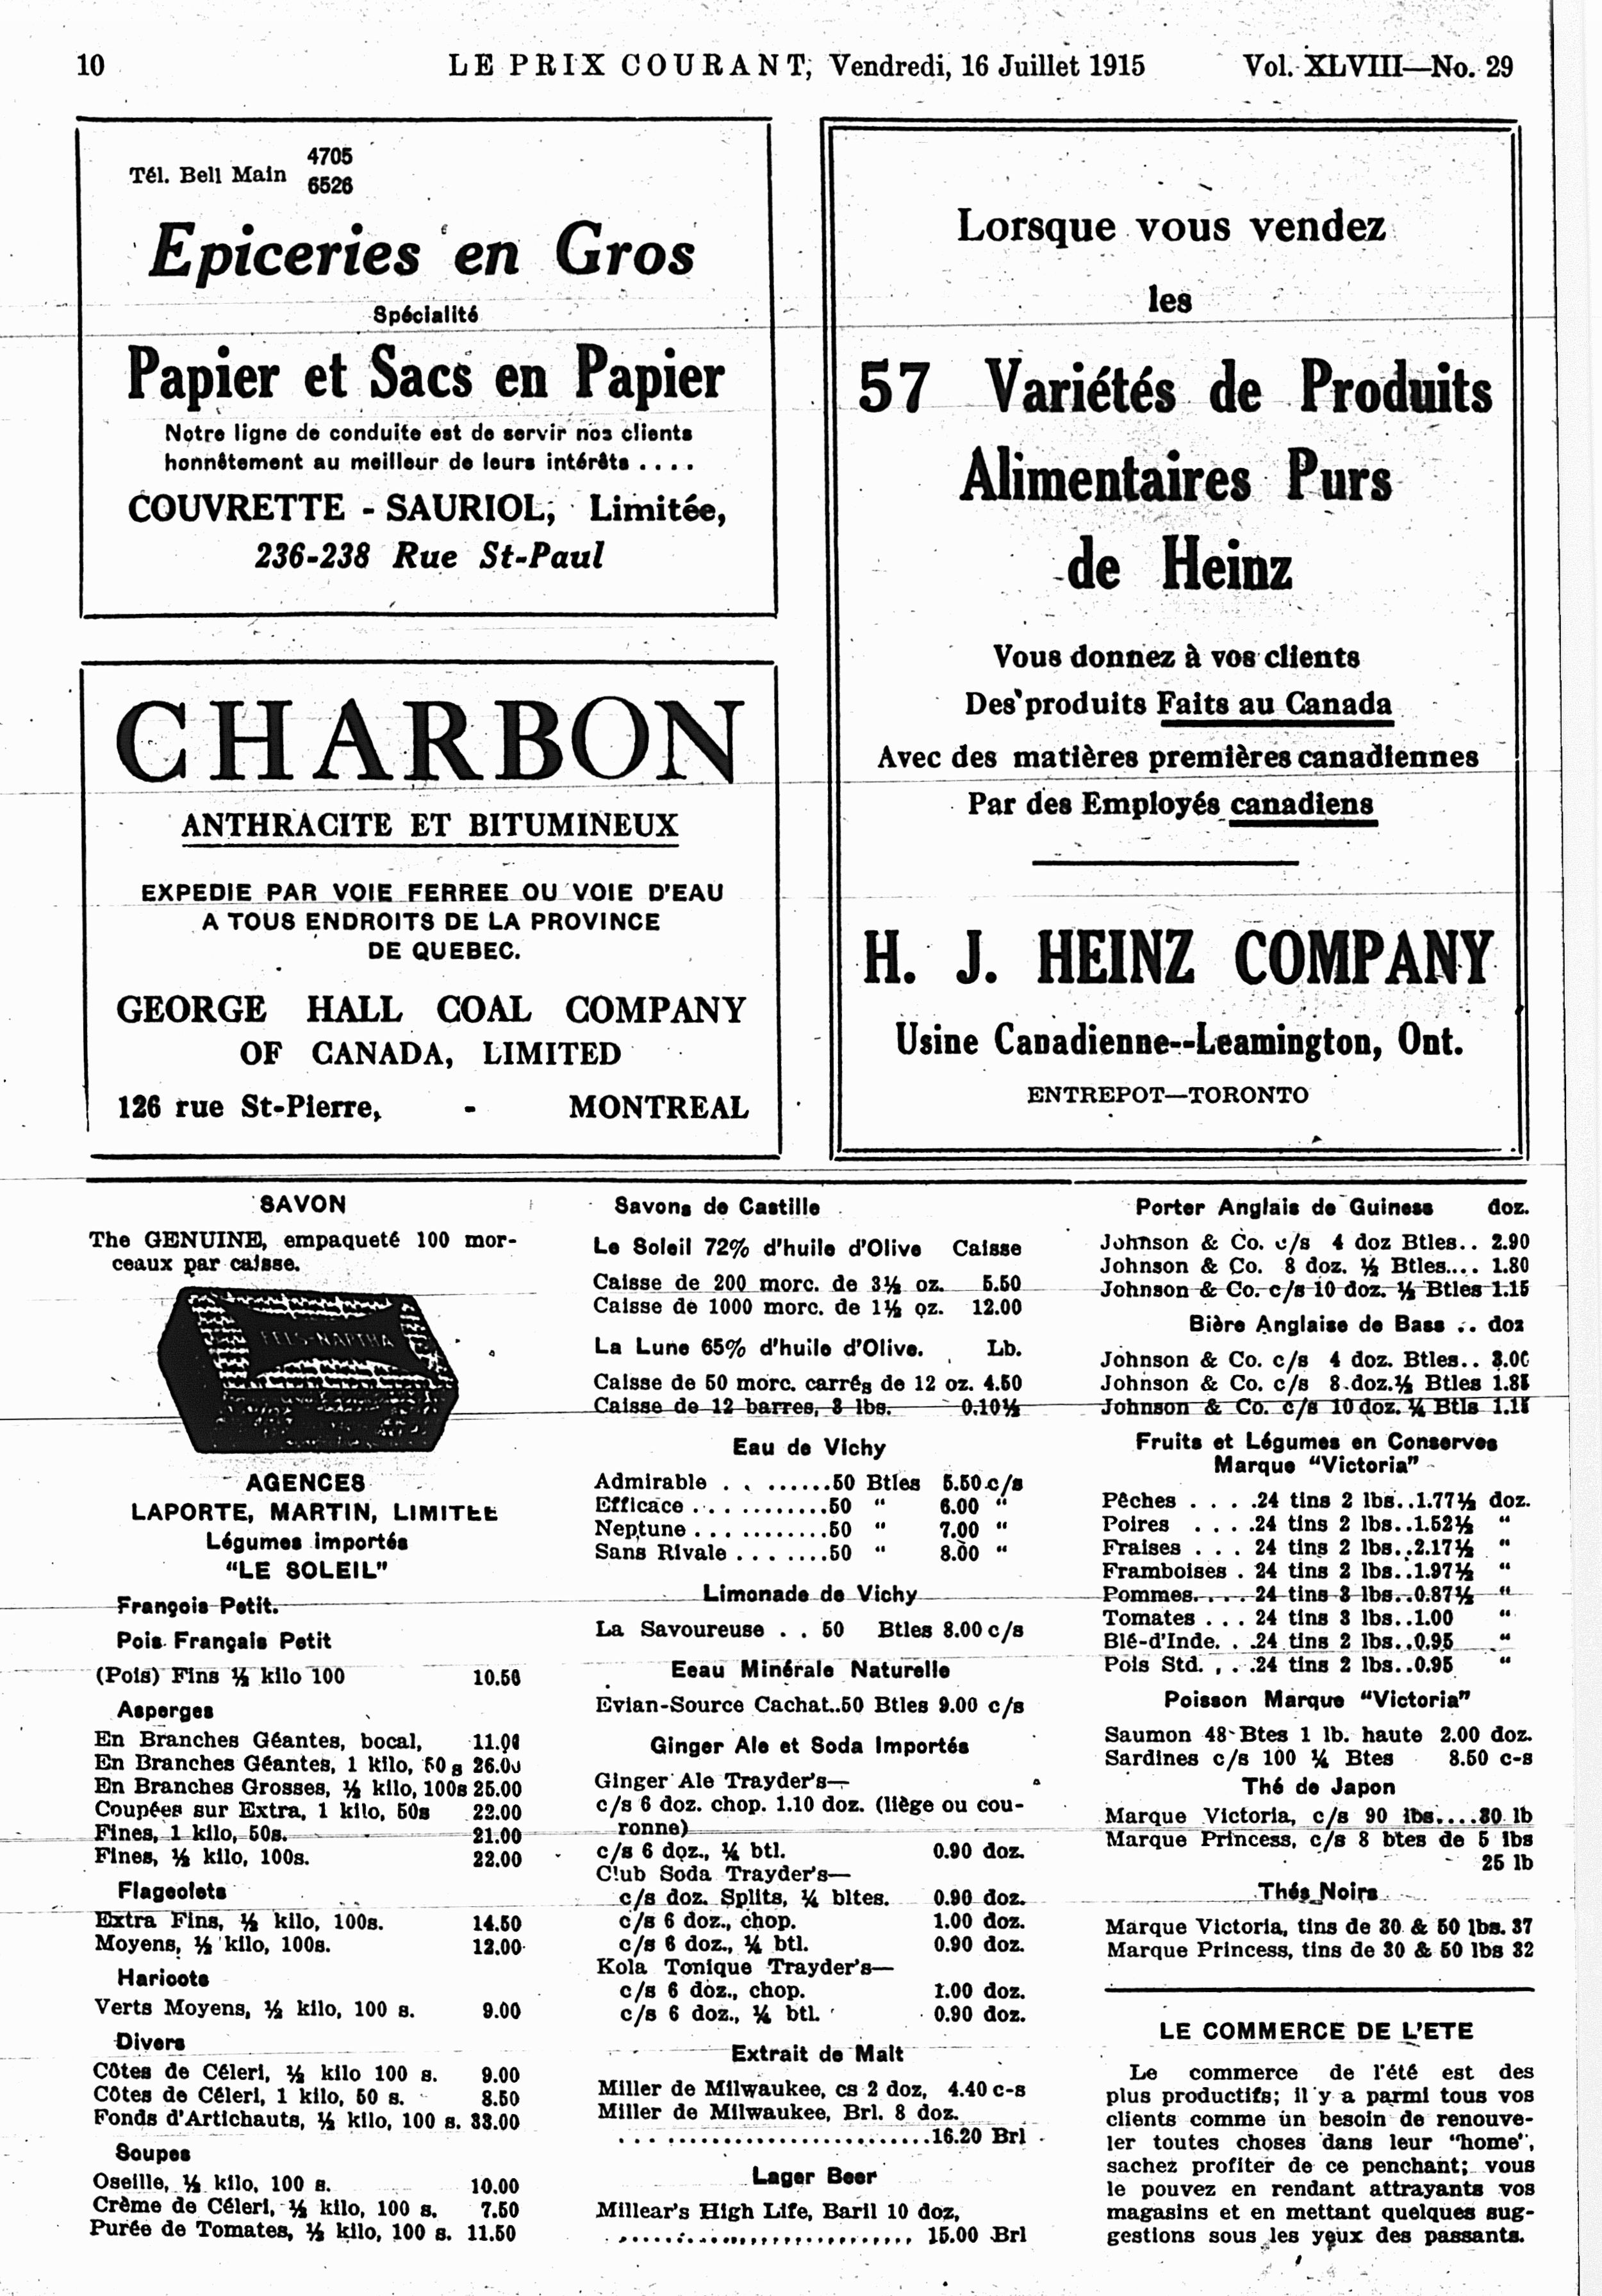 10
LE PRIX COURANT, Vendredi, 16 Juillet 1915
Vol. XLVIII—No. 29
Tél. Bell Main 4705
6526
Epiceries en Gros
Spécialité
Papier et Sacs en Papier
Notre ligne de conduite est de servir nos clients
honnêtement au meilleur de leurs intérêts ....
COUVRETTE - SAURIOL, Limitée,
236-238 Rue St-Paul
CHARBON
ANTHRACITE ET BITUMINEUX
EXPEDIE PAR VOIE FERREE OU VOIE D'EAU
A TOUS ENDROITS DE LA PROVINCE
DE QUEBEC.
GEORGE HALL COAL COMPANY
OF CANADA, LIMITED
126 rue St-Pierre, - MONTREAL
Lorsque vous vendez
les
57 Variétés de Produits
Alimentaires Purs
de Heinz
Vous donnez à vos clients
Des produits Faits au Canada
Avec des matières premières canadiennes
Par des Employés canadiens
H. J. HEINZ COMPANY
Usine Canadienne--Leamington, Ont.
ENTREPOT—TORONTO
SAVON
The GENUINE, empaqueté 100 mor-
ceaux par caisse.
FELS-NAPTHA
AGENCES
LAPORTE, MARTIN, LIMITEE
Légumes importés
"LE SOLEIL"
François Petit.
Pois Français Petit
(Pois) Fins ½ kilo 100 10.50
Asperges
En Branches Géantes, bocal, 11.00
En Branches Géantes, 1 kilo, 50 s 26.00
En Branches Grosses, ½ kilo, 100s 25.00
Coupées sur Extra, 1 kilo, 50s 22.00
Fines, 1 kilo, 50s. 21.00
Fines, ½ kilo, 100s. 22.00
Flageolets
Extra Fins, ½ kilo, 100s. 14.50
Moyens, ½ kilo, 100s. 12.00
Haricots
Verts Moyens, ½ kilo, 100 s. 9.00
Divers
Côtes de Céleri, ½ kilo 100 s. 9.00
Côtes de Céleri, 1 kilo, 50 s. 8.50
Fonds d'Artichauts, ½ kilo, 100 s. 33.00
Soupes
Oseille, ½ kilo, 100 s. 10.00
Crème de Céleri, ½ kilo, 100 s. 7.50
Purée de Tomates, ½ kilo, 100 s. 11.50
Savons de Castille
Le Soleil 72% d'huile d'Olive Caisse
Caisse de 200 morc. de 3½ oz. 5.50
Caisse de 1000 morc. de 1½ oz. 12.00
La Lune 65% d'huile d'Olive. Lb.
Caisse de 50 morc. carrés de 12 oz. 4.50
Caisse de 12 barres, 3 lbs. 0.10½
Eau de Vichy
Admirable . . ......50 Btles 5.50 c/s
Efficace . . ..........50 " 6.00 "
Neptune . . ..........50 " 7.00 "
Sans Rivale . . . .....50 " 8.00 "
Limonade de Vichy
La Savoureuse . . 50 Btles 8.00 c/s
Eeau Minérale Naturelle
Evian-Source Cachat..50 Btles 9.00 c/s
Ginger Ale et Soda Importés
Ginger Ale Trayder's—
c/s 6 doz. chop. 1.10 doz. (liège ou cou-
ronne)
c/s 6 doz., ¼ btl. 0.90 doz.
Club Soda Trayder's—
c/s doz. Splits, ¼ bltes. 0.90 doz.
c/s 6 doz., chop. 1.00 doz.
c/s 6 doz., ¼ btl. 0.90 doz.
Kola Tonique Trayder's—
c/s 6 doz., chop. 1.00 doz.
c/s 6 doz., ¼ btl. 0.90 doz.
Extrait de Malt
Miller de Milwaukee, cs 2 doz, 4.40 c-s
Miller de Milwaukee, Brl. 8 doz.
............................16.20 Brl
Lager Beer
Millear's High Life, Baril 10 doz,
............................ 15.00 Brl
Porter Anglais de Guiness doz.
Johnson & Co. c/s 4 doz Btles.. 2.90
Johnson & Co. 8 doz. ½ Btles.... 1.80
Johnson & Co. c/s 10 doz. ½ Btles 1.15
Bière Anglaise de Bass .. doz
Johnson & Co. c/s 4 doz. Btles.. 3.00
Johnson & Co. c/s 8 doz. ½ Btles 1.85
Johnson & Co. c/s 10 doz. ¼ Btls 1.15
Fruits et Légumes en Conserves
Marque "Victoria"
Pêches . . . .24 tins 2 lbs..1.77½ doz.
Poires . . . .24 tins 2 lbs..1.52½ "
Fraises . . . 24 tins 2 lbs..2.17½ "
Framboises . 24 tins 2 lbs..1.97½ "
Pommes. . . . 24 tins 3 lbs..0.87½ "
Tomates . . . 24 tins 3 lbs..1.00 "
Blé-d'Inde. . .24 tins 2 lbs..0.95 "
Pois Std. . . .24 tins 2 lbs..0.95 "
Poisson Marque "Victoria"
Saumon 48 Btes 1 lb. haute 2.00 doz.
Sardines c/s 100 ¼ Btes 8.50 c-s
Thé de Japon
Marque Victoria, c/s 90 lbs....30 lb
Marque Princess, c/s 8 btes de 5 lbs
25 lb
Thés Noirs
Marque Victoria, tins de 30 & 50 lbs. 37
Marque Princess, tins de 30 & 50 lbs 32
LE COMMERCE DE L'ETE
Le commerce de l'été est des
plus productifs; il y a parmi tous vos
clients comme un besoin de renouve-
ler toutes choses dans leur "home",
sachez profiter de ce penchant; vous
le pouvez en rendant attrayants vos
magasins et en mettant quelques sug-
gestions sous les yeux des passants.